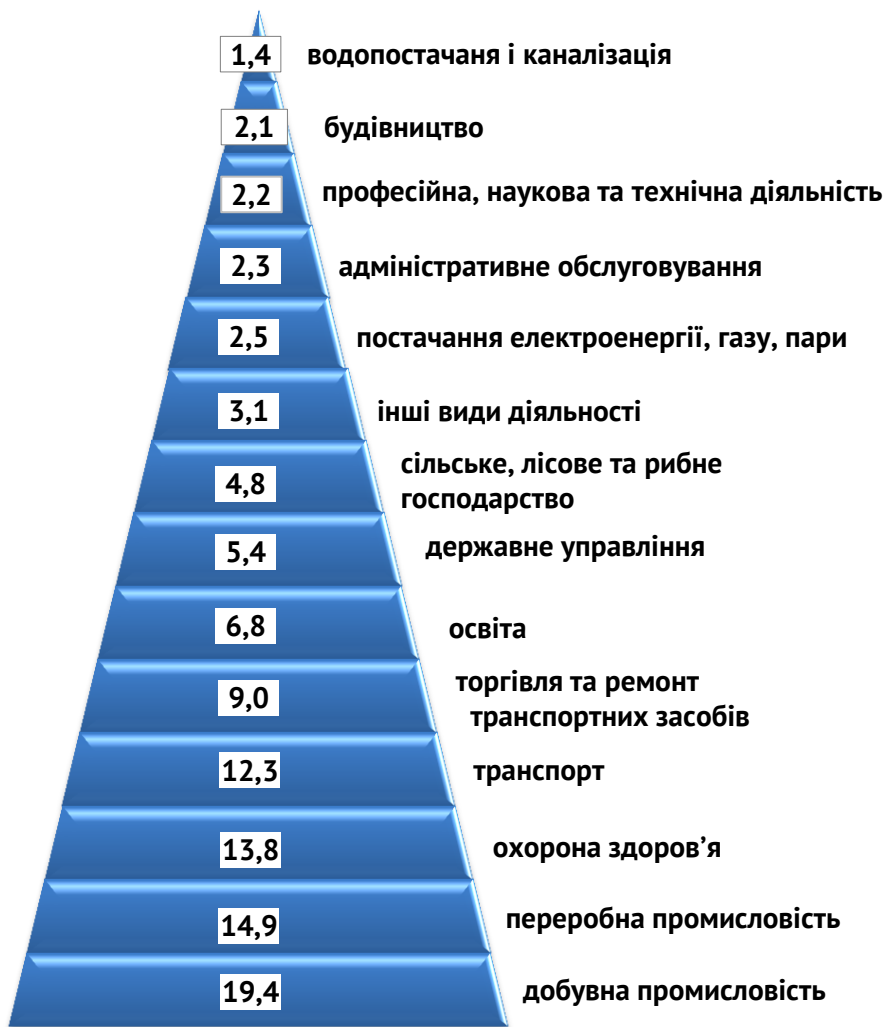 1,4 водопостачаня і каналізація
2,1 будівництво
2,2 професійна, наукова та технічна діяльність
2,3 адміністративне обслуговування
2,5 постачання електроенергії, газу, пари
3,1 інші види діяльності
4,8 сільське, лісове та рибне
господарство
5,4 державне управління
6,8 освіта
9,0 торгівля та ремонт
транспортних засобів
12,3 транспорт
13,8 охорона здоров’я
14,9 переробна промисловість
19,4 добувна промисловість